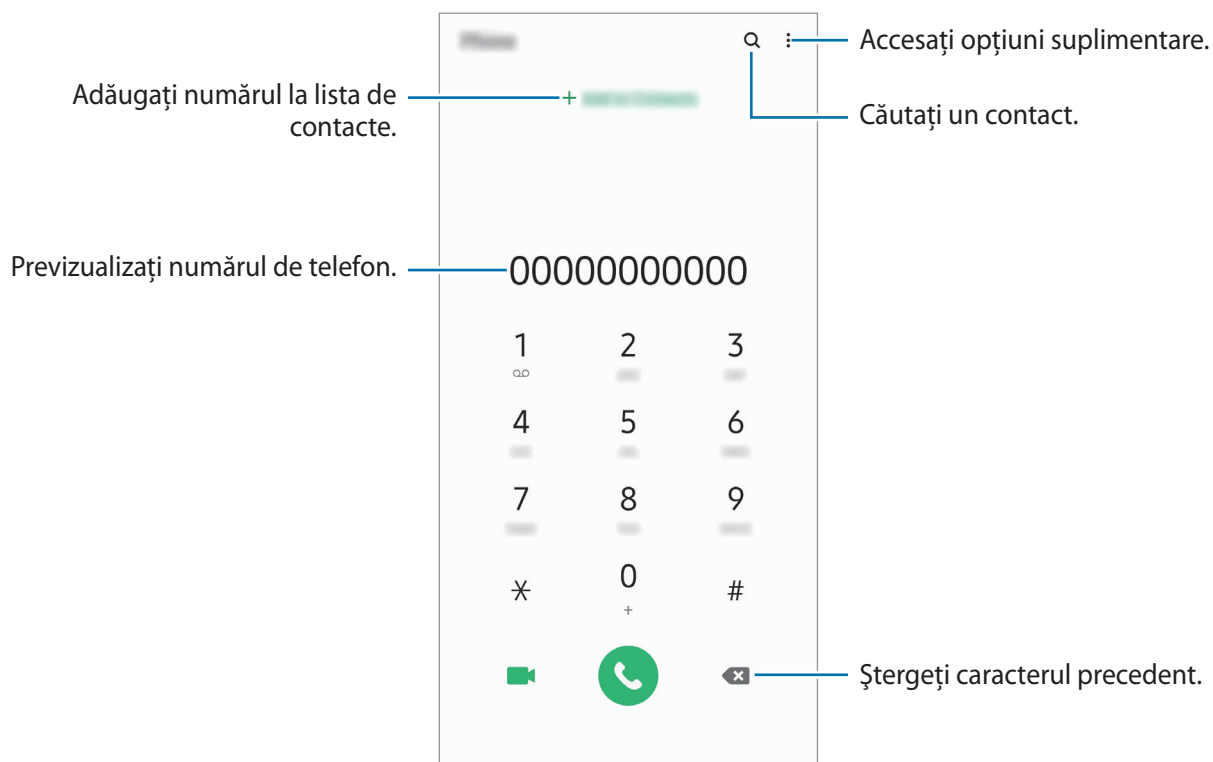 Accesați opțiuni suplimentare.
Adăugați numărul la lista de
contacte.
Căutați un contact.
Previzualizați numărul de telefon.
00000000000
1 2 3
4 5 6
7 8 9
* 0 #
+
Ştergeți caracterul precedent.